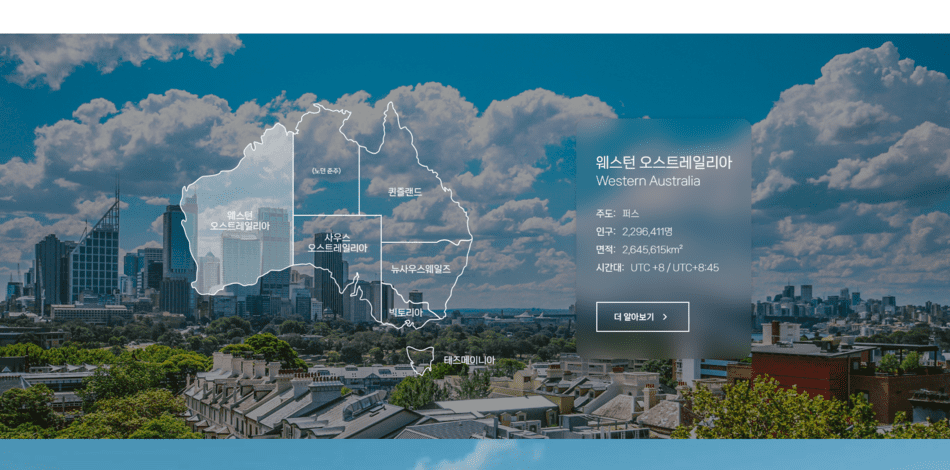 (노던 준주)
퀸즐랜드
웨스턴
오스트레일리아
사우스
오스트레일리아
뉴사우스웨일즈
빅토리아
태즈메이니아
웨스턴 오스트레일리아
Western Australia
주도: 퍼스
인구: 2,296,411명
면적: 2,645,615km²
시간대: UTC +8 / UTC+8:45
더 알아보기 >